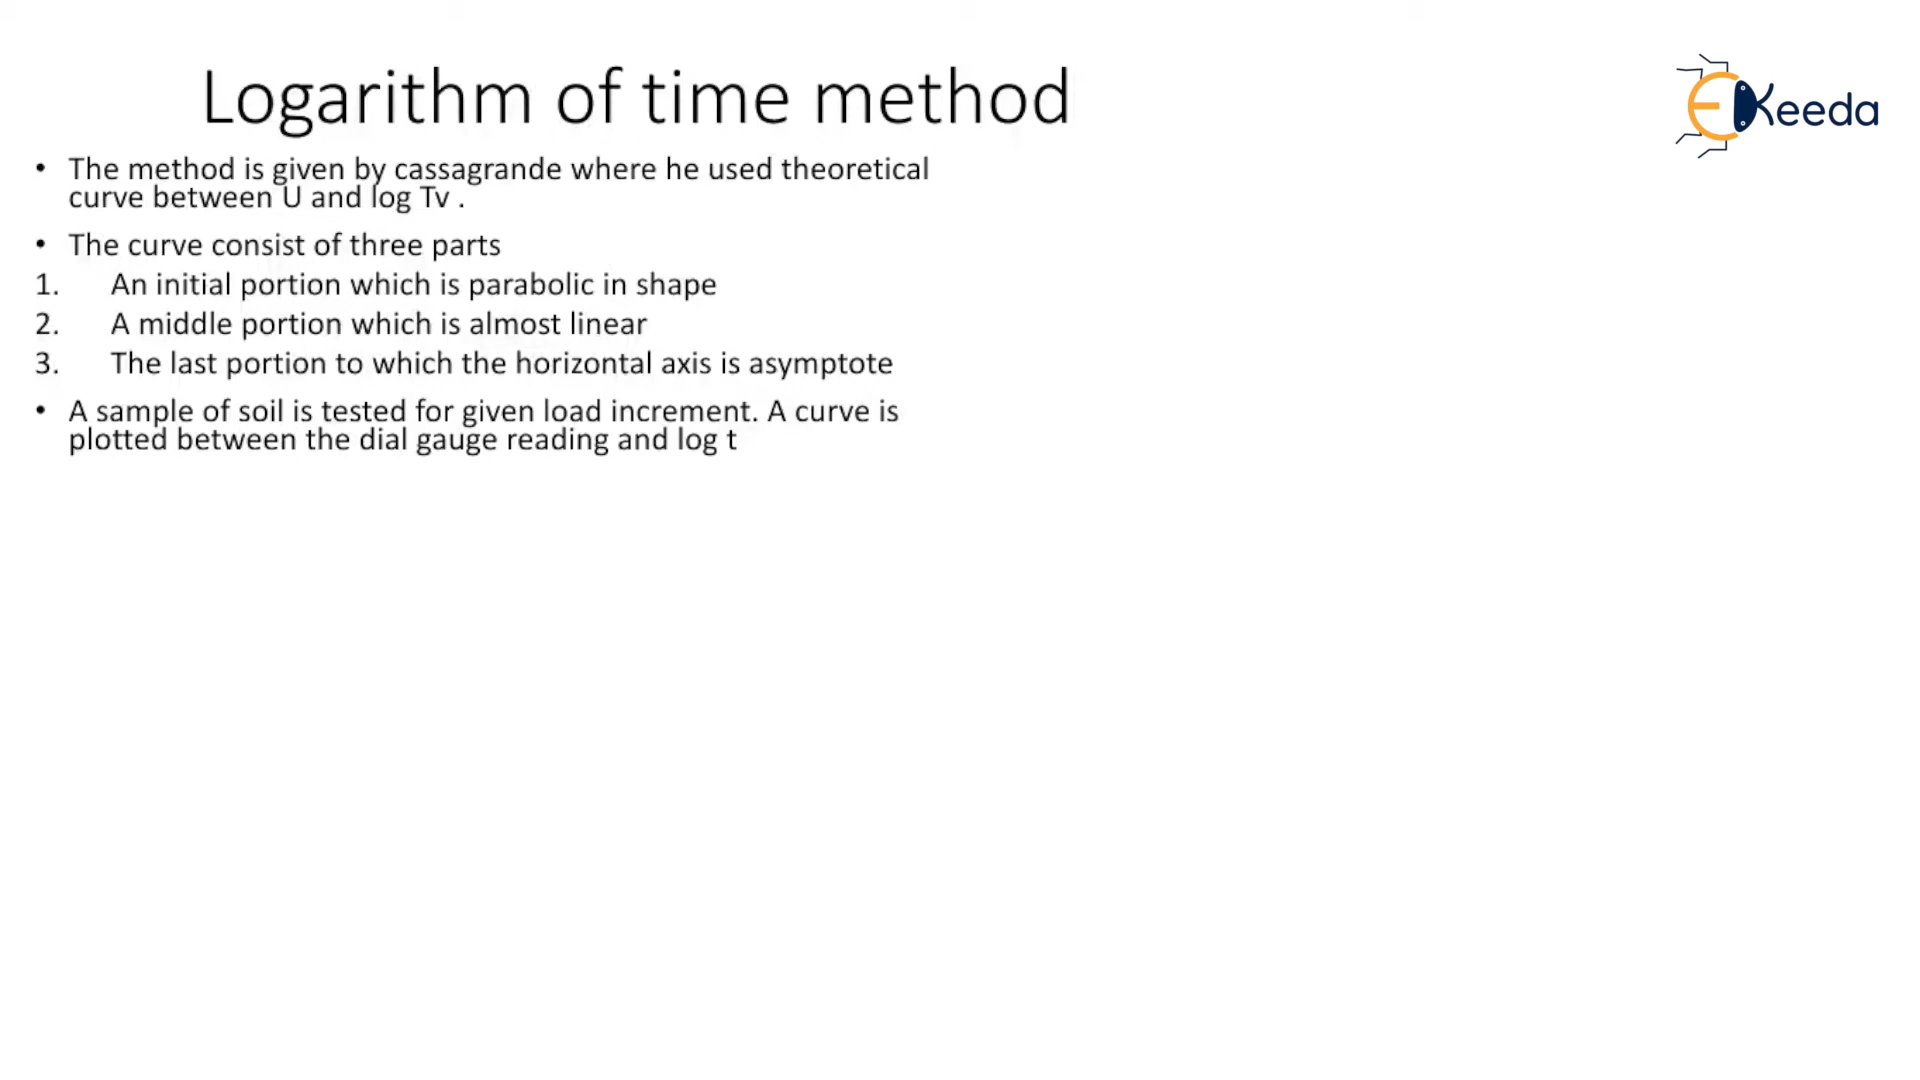 Logarithm of time method
EKeeda
• The method is given by cassagrande where he used theoretical
curve between U and log Tv .
• The curve consist of three parts
1. An initial portion which is parabolic in shape
2. A middle portion which is almost linear
3. The last portion to which the horizontal axis is asymptote
• A sample of soil is tested for given load increment. A curve is
plotted between the dial gauge reading and log t